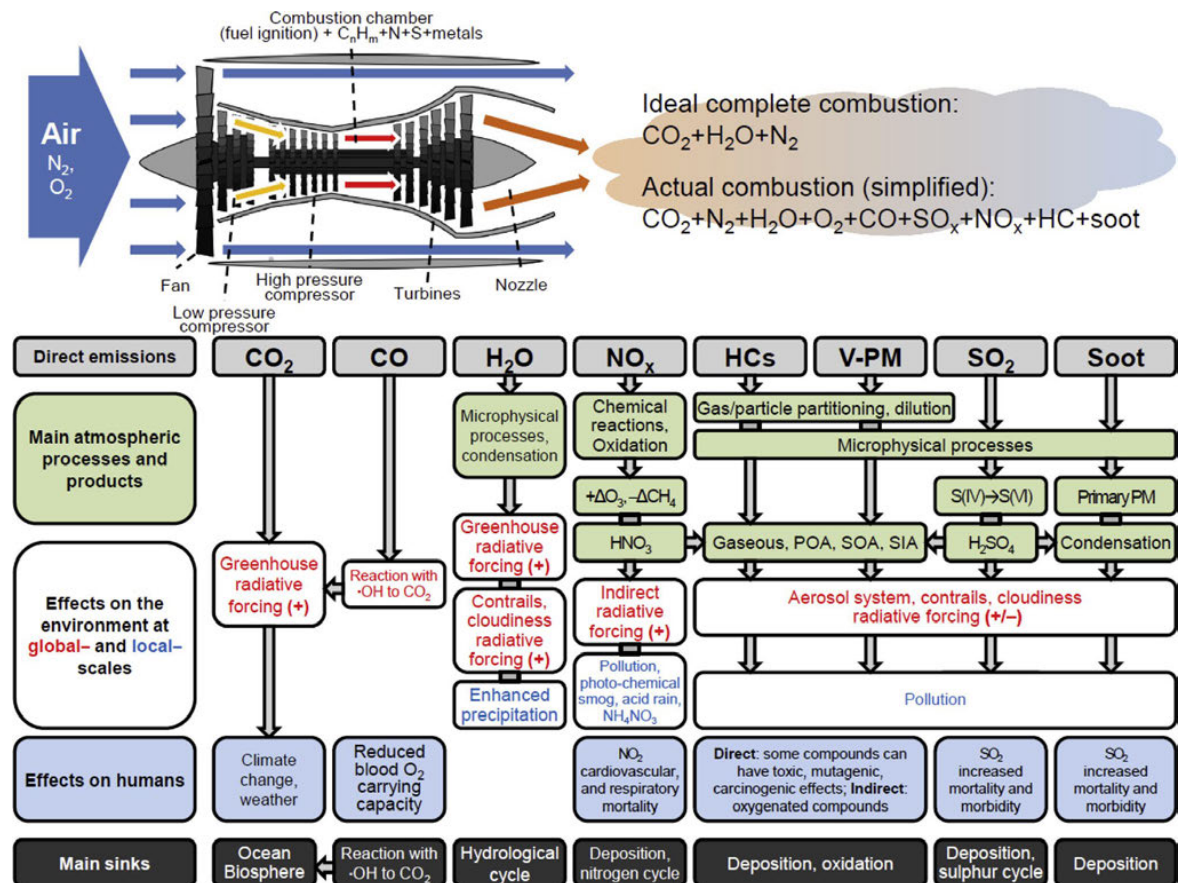 Combustion chamber
(fuel ignition) + CnHm+N+S+metals
Air
N2,
O2
Ideal complete combustion:
CO2+H2O+N2
Actual combustion (simplified):
CO2+N2+H2O+O2+CO+SOx+NOx+HC+soot
Fan
Low pressure
compressor
High pressure
compressor
Turbines
Nozzle
Direct emissions
CO2
CO
H2O
NOx
HCs
V-PM
SO2
Soot
Main atmospheric
processes and
products
Microphysical
processes,
condensation
Chemical
reactions,
Oxidation
Gas/particle partitioning, dilution
Microphysical processes
+ΔO3, −ΔCH4
S(IV)→S(VI)
Primary PM
HNO3
Gaseous, POA, SOA, SIA
H2SO4
Condensation
Effects on the
environment at
global– and local–
scales
Greenhouse
radiative
forcing (+)
Reaction with
·OH to CO2
Greenhouse
radiative
forcing (+)
Contrails,
cloudiness
radiative
forcing (+)
Enhanced
precipitation
Indirect
radiative
forcing (+)
Pollution,
photo-chemical
smog, acid rain,
NH4NO3
Aerosol system, contrails, cloudiness
radiative forcing (+/–)
Pollution
Effects on humans
Climate
change,
weather
Reduced
blood O2
carrying
capacity
NO2
cardiovascular,
and respiratory
mortality
Direct: some compounds can
have toxic, mutagenic,
carcinogenic effects; Indirect:
oxygenated compounds
SO2
increased
mortality and
morbidity
SO2
increased
mortality and
morbidity
Main sinks
Ocean
Biosphere
Reaction with
·OH to CO2
Hydrological
cycle
Deposition,
nitrogen cycle
Deposition, oxidation
Deposition,
sulphur cycle
Deposition